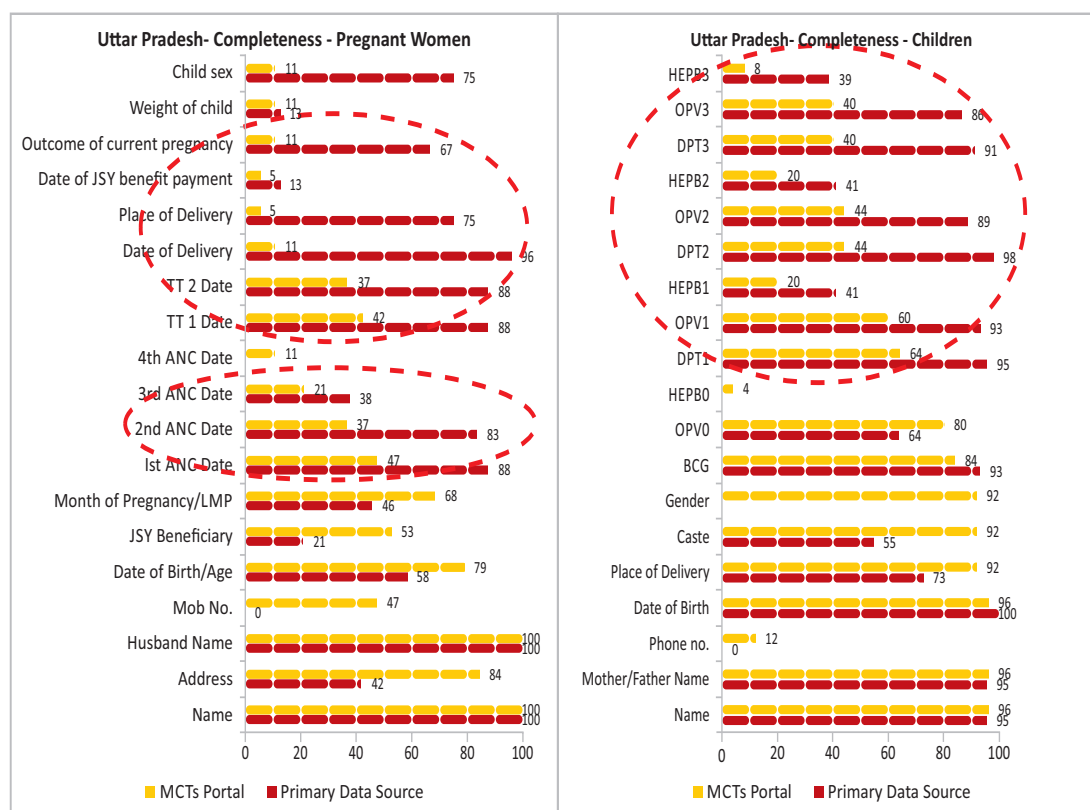 Uttar Pradesh- Completeness - Pregnant Women
Child sex 11 75
Weight of child 11 13
Outcome of current pregnancy 11 67
Date of JSY benefit payment 5 13
Place of Delivery 5 75
Date of Delivery 11 96
TT 2 Date 37 88
TT 1 Date 42 88
4th ANC Date 11
3rd ANC Date 21 38
2nd ANC Date 37 83
Ist ANC Date 47 88
Month of Pregnancy/LMP 68 46
JSY Beneficiary 53 21
Date of Birth/Age 79 58
Mob No. 47 0
Husband Name 100 100
Address 84 42
Name 100 100
0 20 40 60 80 100
MCTs Portal Primary Data Source
Uttar Pradesh- Completeness - Children
HEPB3 8 39
OPV3 40 86
DPT3 40 91
HEPB2 20 41
OPV2 44 89
DPT2 44 98
HEPB1 20 41
OPV1 60 93
DPT1 64 95
HEPB0 4
OPV0 80 64
BCG 84 93
Gender 92
Caste 92 55
Place of Delivery 92 73
Date of Birth 96 100
Phone no. 12 0
Mother/Father Name 96 95
Name 96 95
0 20 40 60 80 100
MCTs Portal Primary Data Source